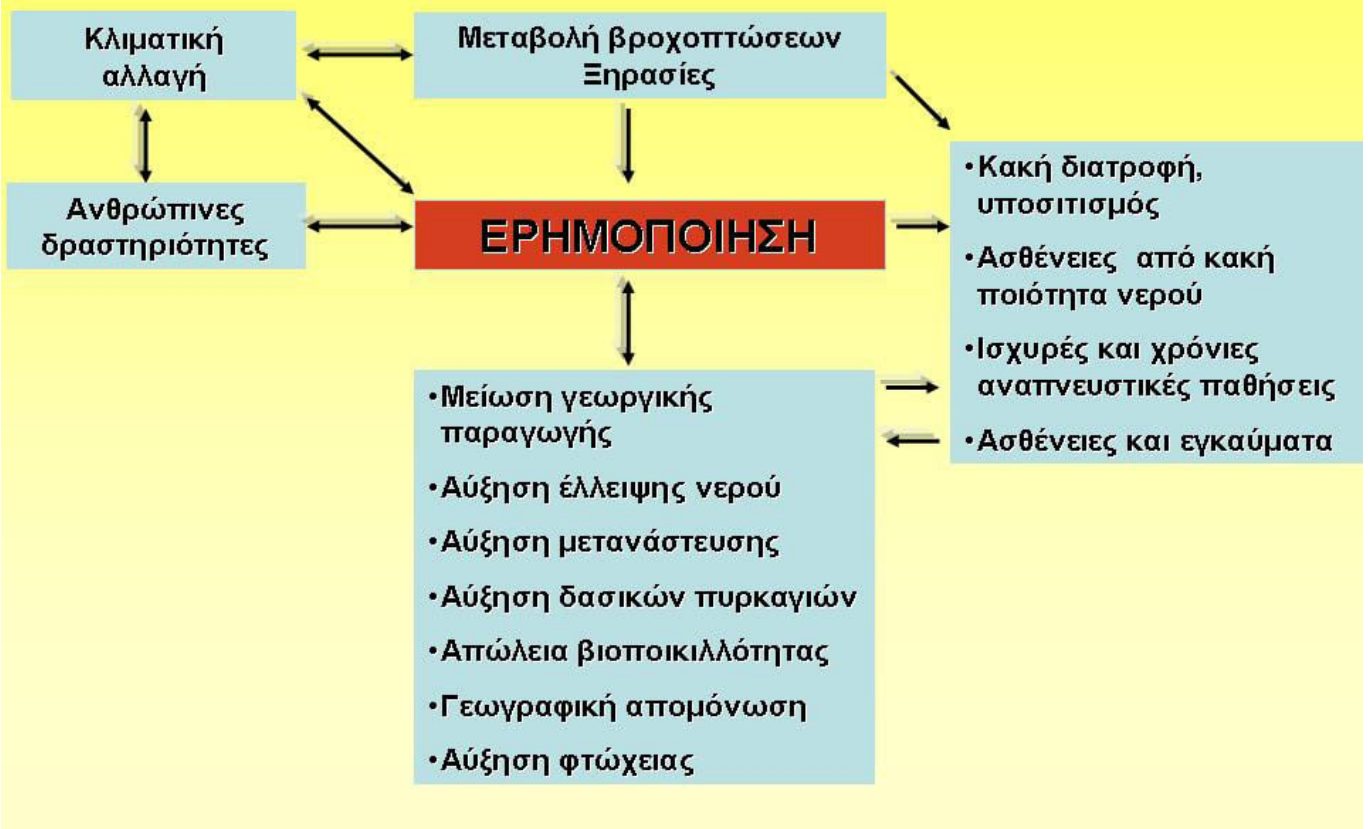 Κλιματική
αλλαγή
Μεταβολή βροχοπτώσεων
Ξηρασίες
Ανθρώπινες
δραστηριότητες
ΕΡΗΜΟΠΟΙΗΣΗ
•Κακή διατροφή,
υποσιτισμός
•Ασθένειες από κακή
ποιότητα νερού
•Ισχυρές και χρόνιες
αναπνευστικές παθήσεις
•Ασθένειες και εγκαύματα
•Μείωση γεωργικής
παραγωγής
•Αύξηση έλλειψης νερού
•Αύξηση μετανάστευσης
•Αύξηση δασικών πυρκαγιών
•Απώλεια βιοποικιλλότητας
•Γεωγραφική απομόνωση
•Αύξηση φτώχειας